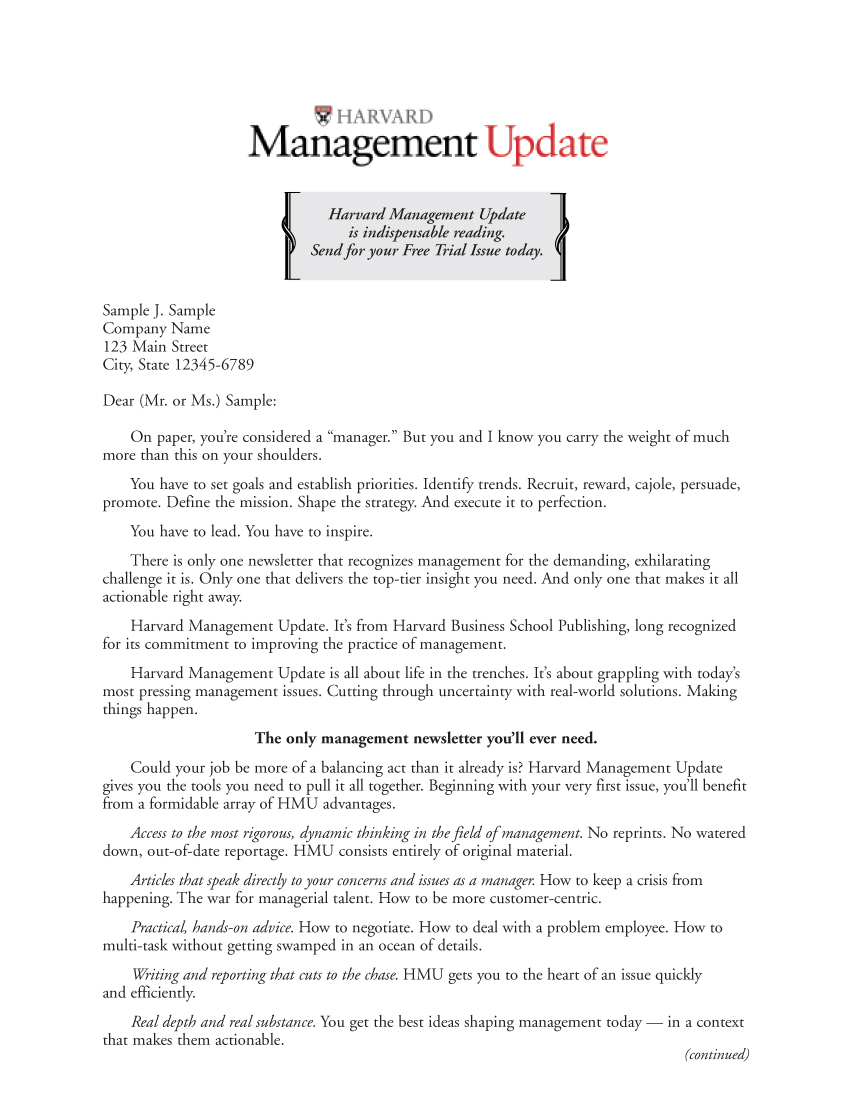 HARVARD
Management Update
Harvard Management Update
is indispensable reading.
Send for your Free Trial Issue today.
Sample J. Sample
Company Name
123 Main Street
City, State 12345-6789
Dear (Mr. or Ms.) Sample:
On paper, you’re considered a “manager.” But you and I know you carry the weight of much
more than this on your shoulders.
You have to set goals and establish priorities. Identify trends. Recruit, reward, cajole, persuade,
promote. Define the mission. Shape the strategy. And execute it to perfection.
You have to lead. You have to inspire.
There is only one newsletter that recognizes management for the demanding, exhilarating
challenge it is. Only one that delivers the top-tier insight you need. And only one that makes it all
actionable right away.
Harvard Management Update. It’s from Harvard Business School Publishing, long recognized
for its commitment to improving the practice of management.
Harvard Management Update is all about life in the trenches. It’s about grappling with today’s
most pressing management issues. Cutting through uncertainty with real-world solutions. Making
things happen.
The only management newsletter you’ll ever need.
Could your job be more of a balancing act than it already is? Harvard Management Update
gives you the tools you need to pull it all together. Beginning with your very first issue, you’ll benefit
from a formidable array of HMU advantages.
Access to the most rigorous, dynamic thinking in the field of management. No reprints. No watered
down, out-of-date reportage. HMU consists entirely of original material.
Articles that speak directly to your concerns and issues as a manager. How to keep a crisis from
happening. The war for managerial talent. How to be more customer-centric.
Practical, hands-on advice. How to negotiate. How to deal with a problem employee. How to
multi-task without getting swamped in an ocean of details.
Writing and reporting that cuts to the chase. HMU gets you to the heart of an issue quickly
and efficiently.
Real depth and real substance. You get the best ideas shaping management today — in a context
that makes them actionable.
(continued)